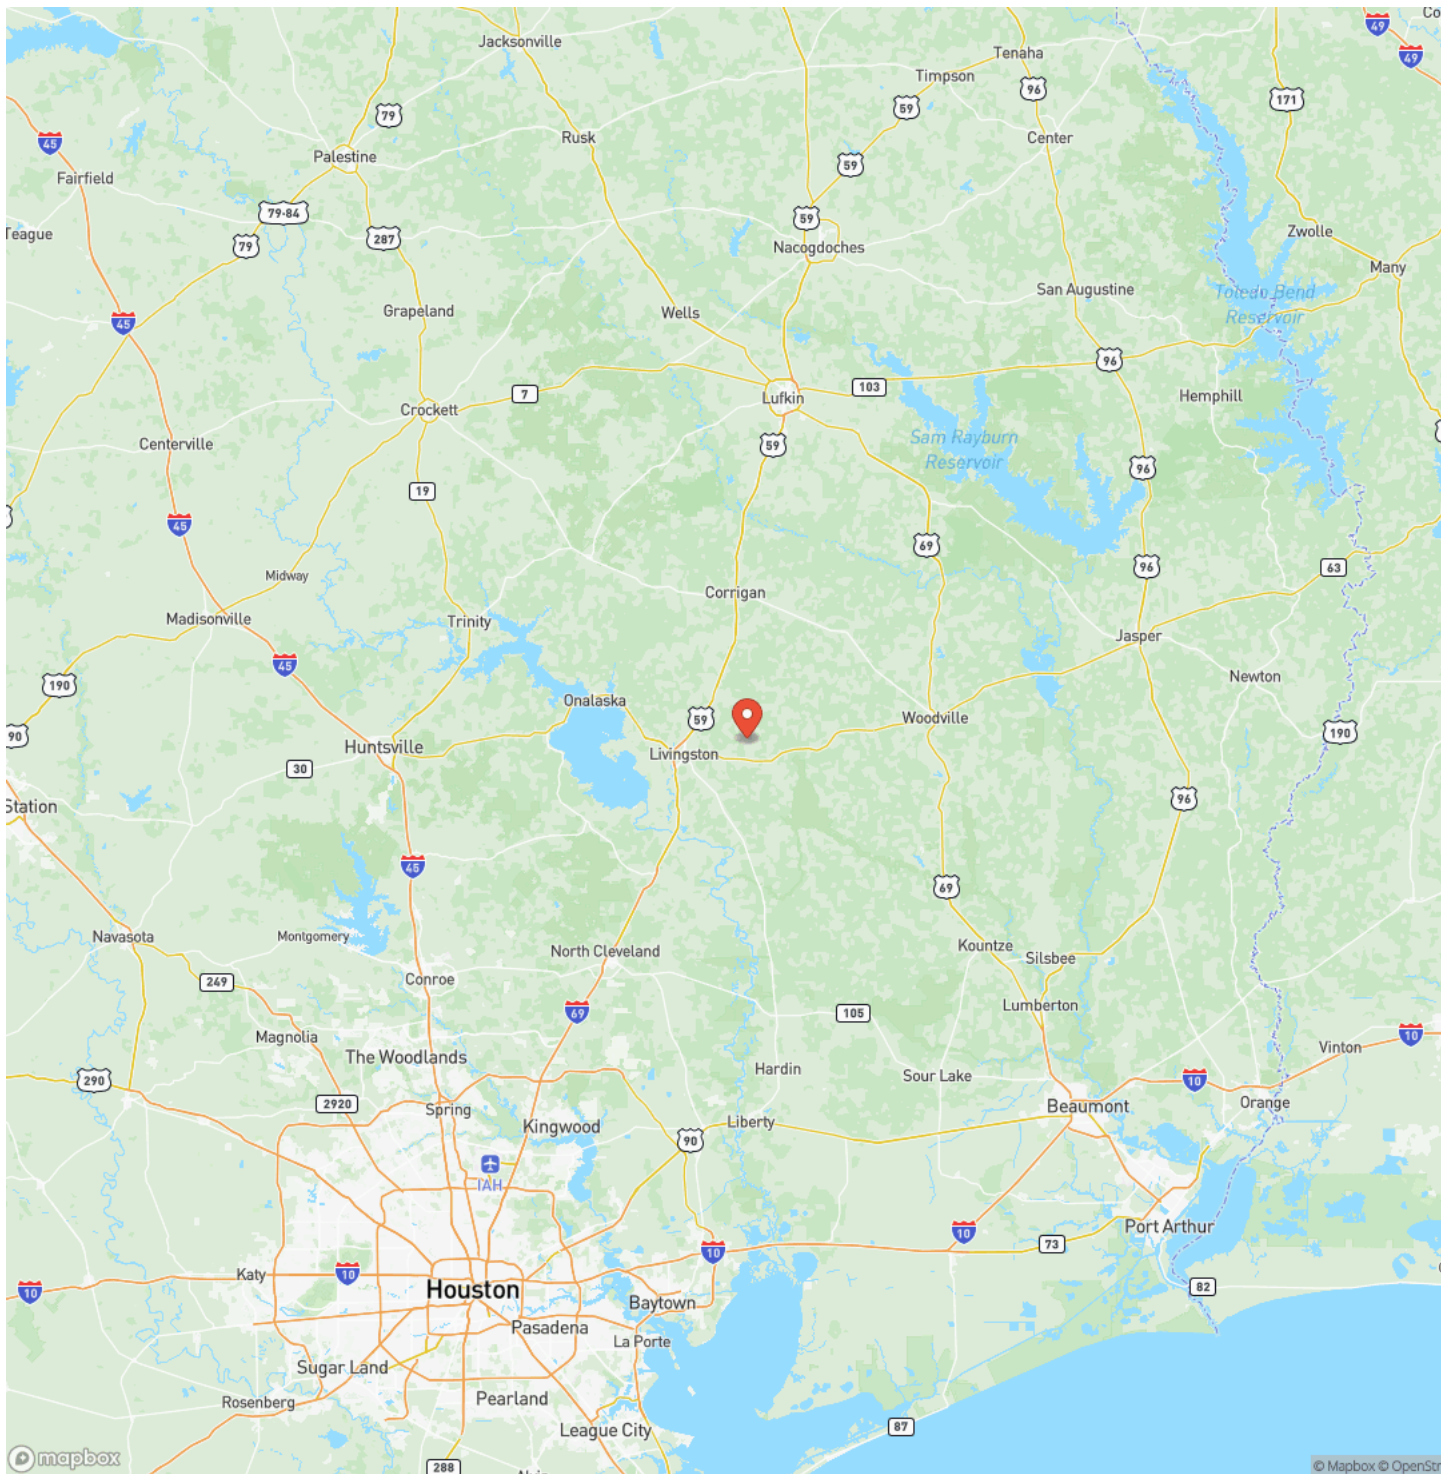 Co
49
Jacksonville
Tenaha
49
Timpson
96
79
59
171
45
Rusk
Center
Palestine
59
Fairfield
79-84
59
Teague
287
Zwolle
79
Nacogdoches
Many
San Augustine
Toledo Bend
Reservoir
Grapeland
Wells
45
96
103
7
Hemphill
Lufkin
Crockett
Sam Rayburn
Reservoir
59
Centerville
96
19
45
69
96
63
Midway
Corrigan
Madisonville
Trinity
Jasper
45
Newton
190
Onalaska
59
Woodville
90
190
Huntsville
Livingston
30
Station
96
45
69
Navasota
Montgomery
Kountze
North Cleveland
Silsbee
Conroe
249
Lumberton
69
105
Magnolia
10
Vinton
The Woodlands
Hardin
Sour Lake
290
10
2920
Orange
Spring
Beaumont
Kingwood
Liberty
90
IAH
Port Arthur
10
73
10
Katy
10
82
10
Houston
Baytown
Pasadena
La Porte
Sugar Land
Rosenberg
Pearland
87
League City
mapbox
288
© Mapbox © OpenStr